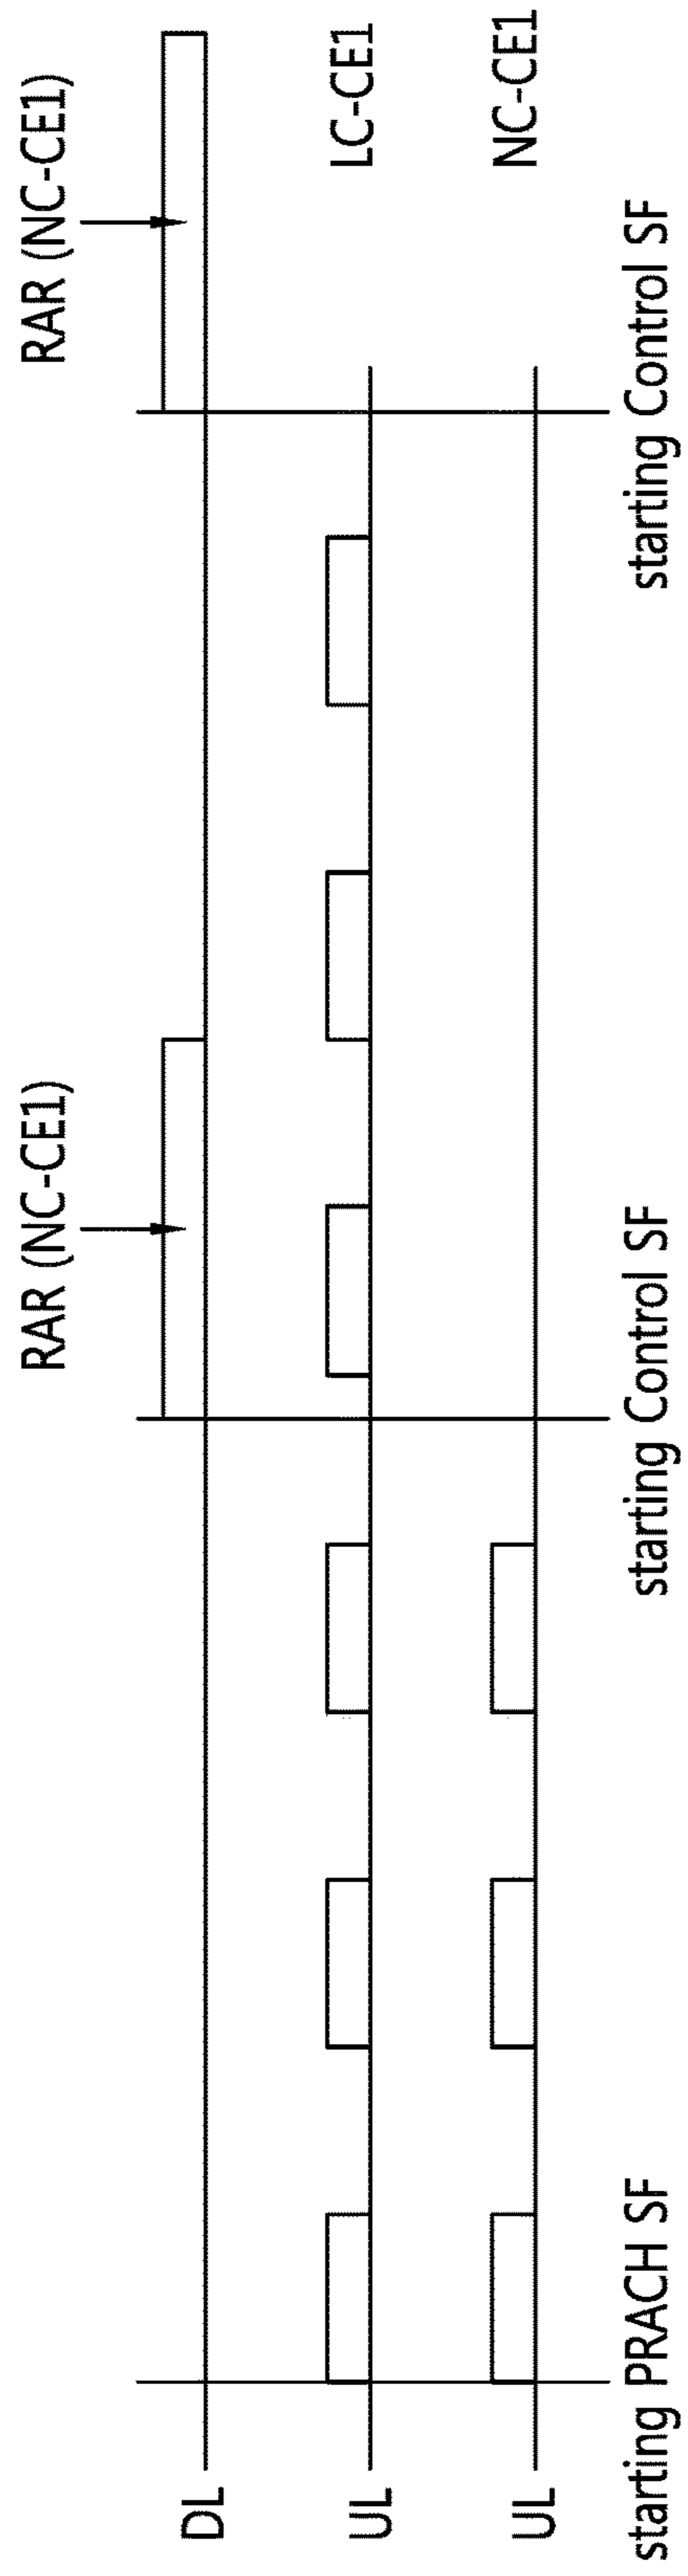 RAR (NC-CE1)
RAR (NC-CE1)
DL
UL
LC-CE1
UL
NC-CE1
starting PRACH SF
starting Control SF
starting Control SF